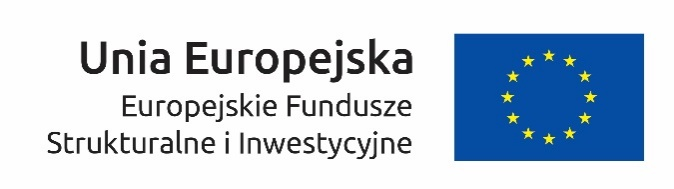 Unia Europejska
Europejskie Fundusze
Strukturalne i Inwestycyjne